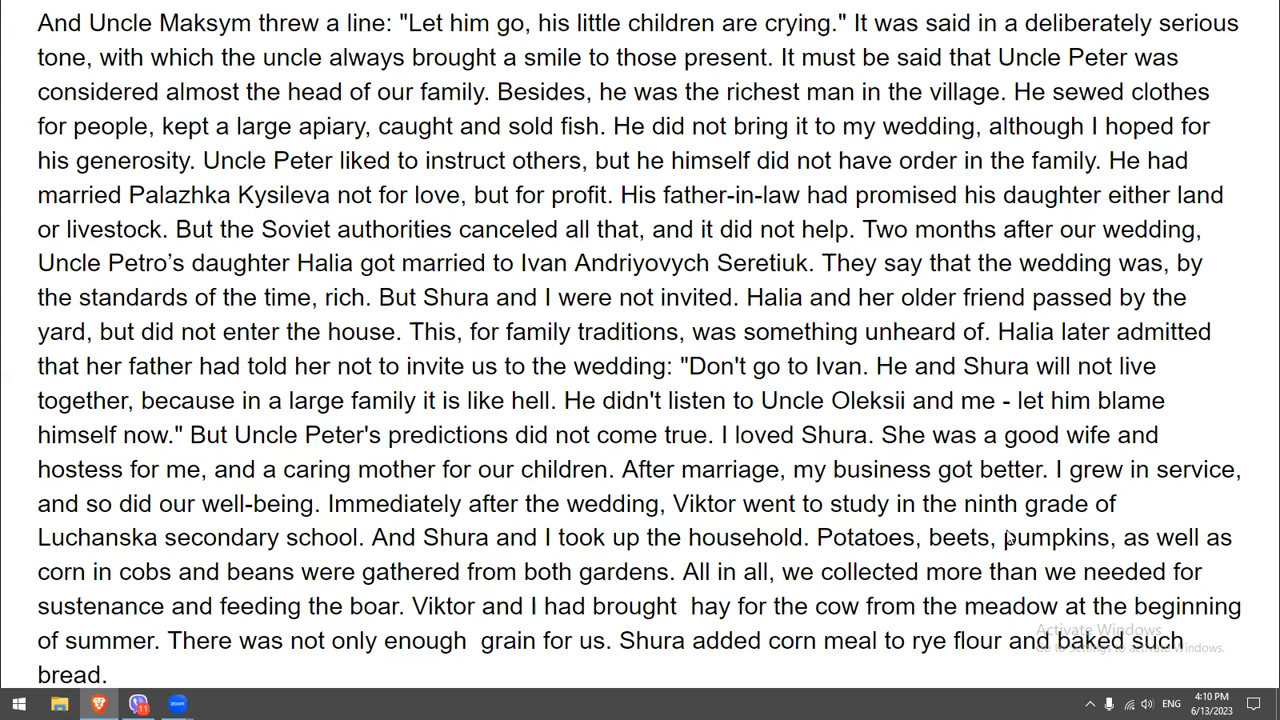 And Uncle Maksym threw a line: "Let him go, his little children are crying." It was said in a deliberately serious
tone, with which the uncle always brought a smile to those present. It must be said that Uncle Peter was
considered almost the head of our family. Besides, he was the richest man in the village. He sewed clothes
for people, kept a large apiary, caught and sold fish. He did not bring it to my wedding, although I hoped for
his generosity. Uncle Peter liked to instruct others, but he himself did not have order in the family. He had
married Palazhka Kysileva not for love, but for profit. His father-in-law had promised his daughter either land
or livestock. But the Soviet authorities canceled all that, and it did not help. Two months after our wedding,
Uncle Petro’s daughter Halia got married to Ivan Andriyovych Seretiuk. They say that the wedding was, by
the standards of the time, rich. But Shura and I were not invited. Halia and her older friend passed by the
yard, but did not enter the house. This, for family traditions, was something unheard of. Halia later admitted
that her father had told her not to invite us to the wedding: "Don't go to Ivan. He and Shura will not live
together, because in a large family it is like hell. He didn't listen to Uncle Oleksii and me - let him blame
himself now." But Uncle Peter's predictions did not come true. I loved Shura. She was a good wife and
hostess for me, and a caring mother for our children. After marriage, my business got better. I grew in service,
and so did our well-being. Immediately after the wedding, Viktor went to study in the ninth grade of
Luchanska secondary school. And Shura and I took up the household. Potatoes, beets, pumpkins, as well as
corn in cobs and beans were gathered from both gardens. All in all, we collected more than we needed for
sustenance and feeding the boar. Viktor and I had brought  hay for the cow from the meadow at the beginning
of summer. There was not only enough  grain for us. Shura added corn meal to rye flour and baked such
bread.
Activate Windows
Go to Settings to activate Windows.
11
zoom
ENG
4:10 PM
6/13/2023